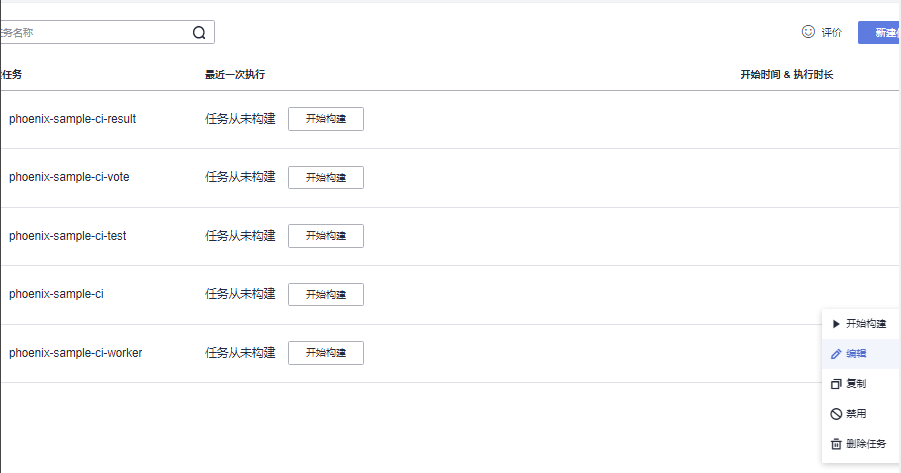 任务名称
评价
新建
任务 最近一次执行 开始时间 & 执行时长
phoenix-sample-ci-result 任务从未构建 开始构建
phoenix-sample-ci-vote 任务从未构建 开始构建
phoenix-sample-ci-test 任务从未构建 开始构建
phoenix-sample-ci 任务从未构建 开始构建
phoenix-sample-ci-worker 任务从未构建 开始构建
开始构建
编辑
复制
禁用
删除任务